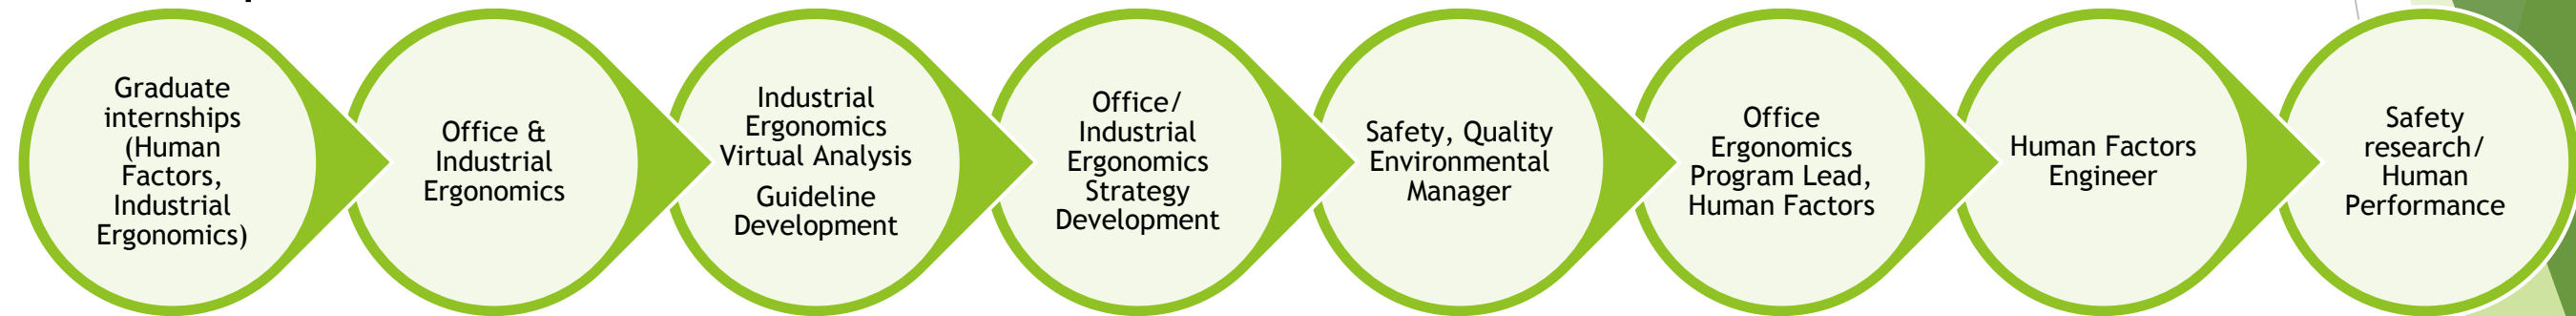 Graduate
internships
(Human
Factors,
Industrial
Ergonomics)
Office &
Industrial
Ergonomics
Industrial
Ergonomics
Virtual Analysis
Guideline
Development
Office/
Industrial
Ergonomics
Strategy
Development
Safety, Quality
Environmental
Manager
Office
Ergonomics
Program Lead,
Human Factors
Human Factors
Engineer
Safety
research/
Human
Performance